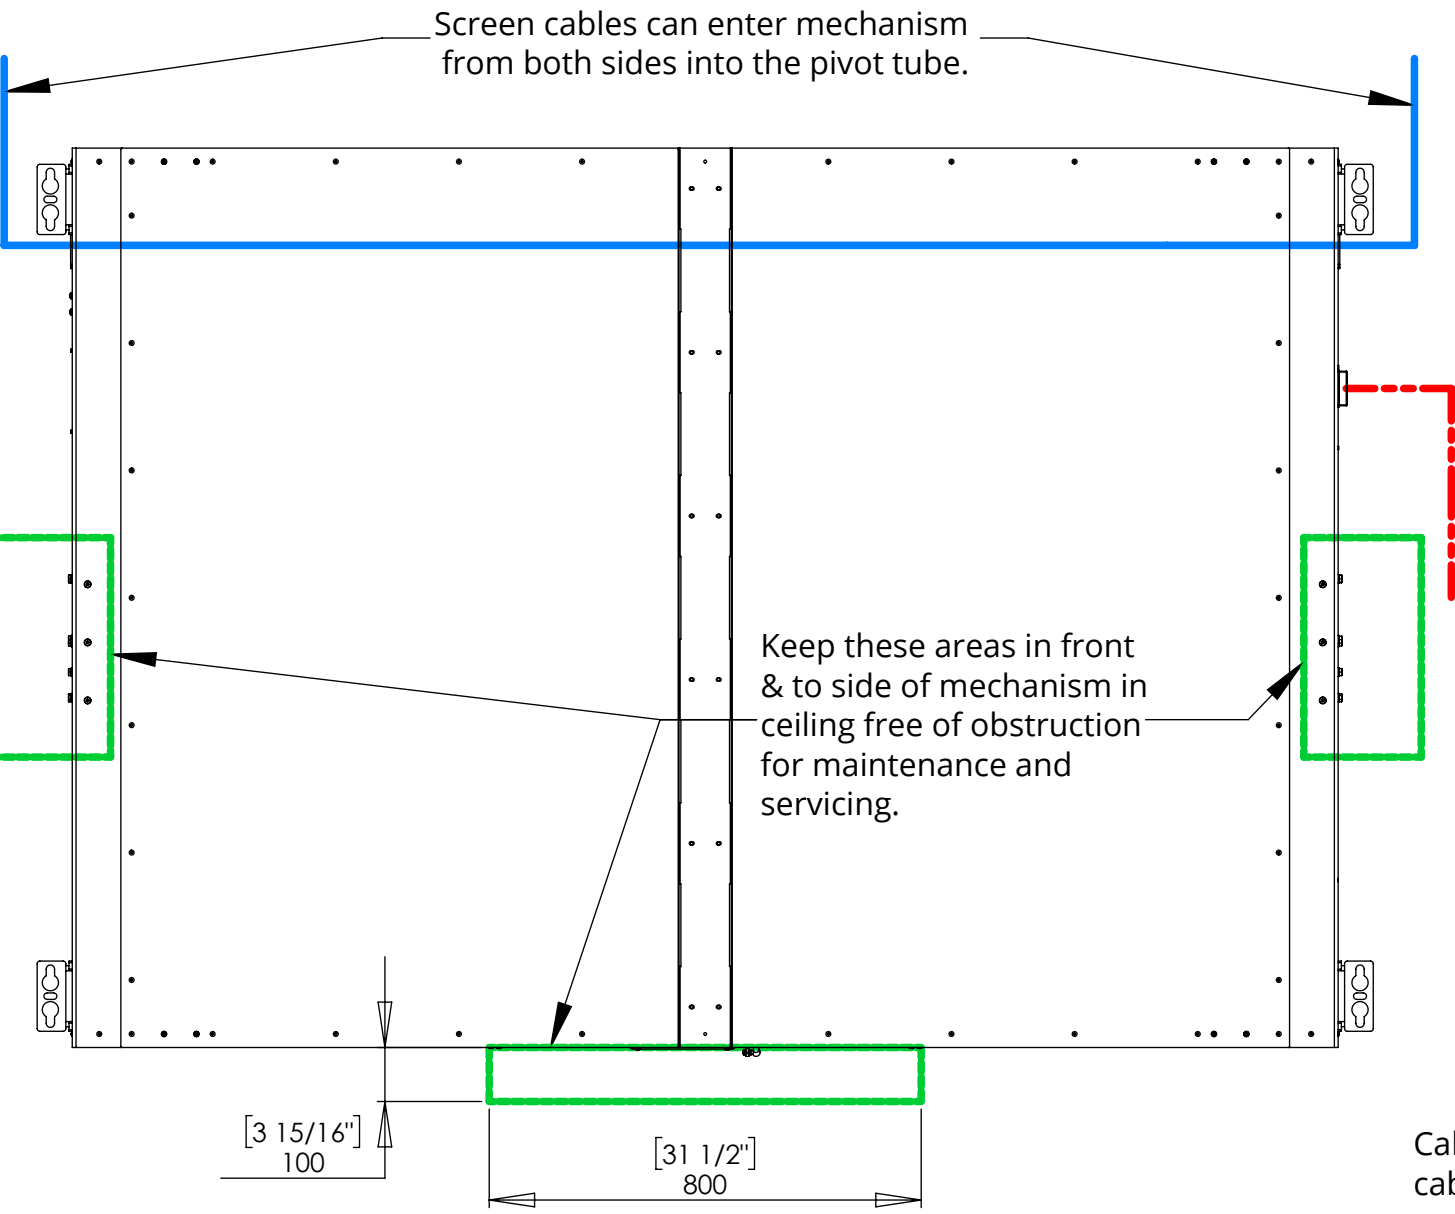 Screen cables can enter mechanism
from both sides into the pivot tube.
Keep these areas in front
& to side of mechanism in
ceiling free of obstruction
for maintenance and
servicing.
[3 15/16"]
100
[31 1/2"]
800